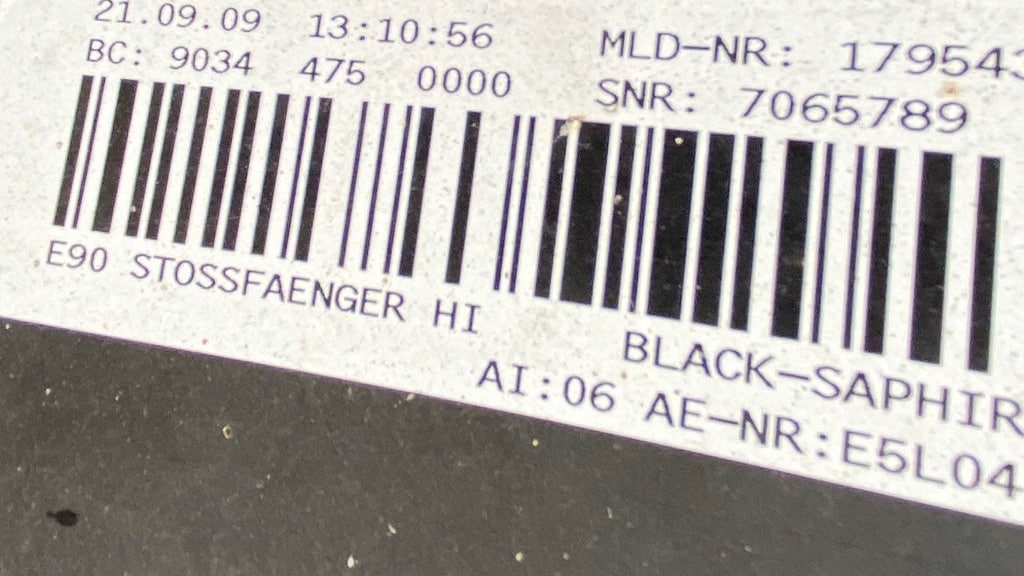 21.09.09 13:10:56
MLD-NR: 179543
BC: 9034 475 0000
SNR: 7065789
E90 STOSSFAENGER HI
BLACK-SAPHIR
AI:06 AE-NR:E5L04